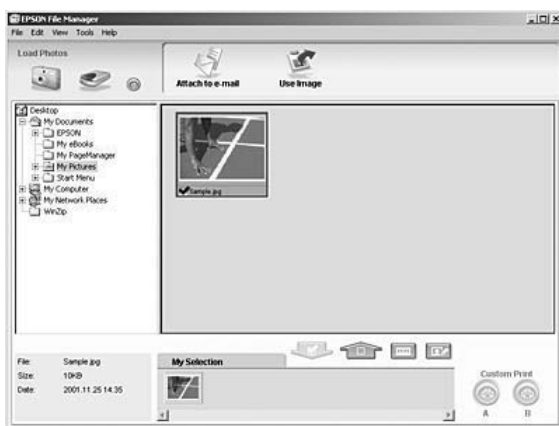 EPSON File Manager
File Edit View Tools Help
Load Photos
Attach to e-mail
Use Image
Desktop
My Documents
EPSON
My eBooks
My PageManager
My Pictures
Start Menu
My Computer
My Network Places
WinZip
Sample.jpg
File: Sample.jpg
Size: 10KB
Date: 2001.11.25 14:35
My Selection
Custom Print
A B